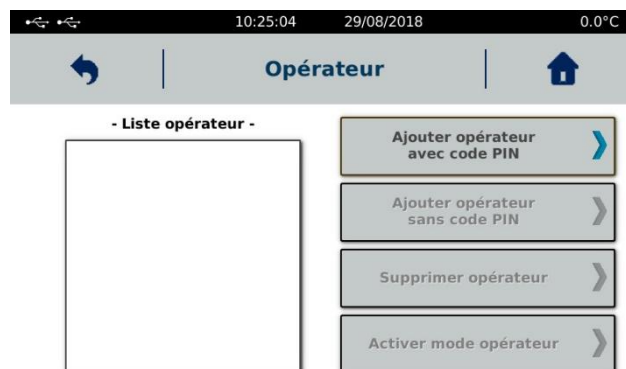 10:25:04 29/08/2018 0.0°C
Opérateur
- Liste opérateur -
Ajouter opérateur
avec code PIN
Ajouter opérateur
sans code PIN
Supprimer opérateur
Activer mode opérateur